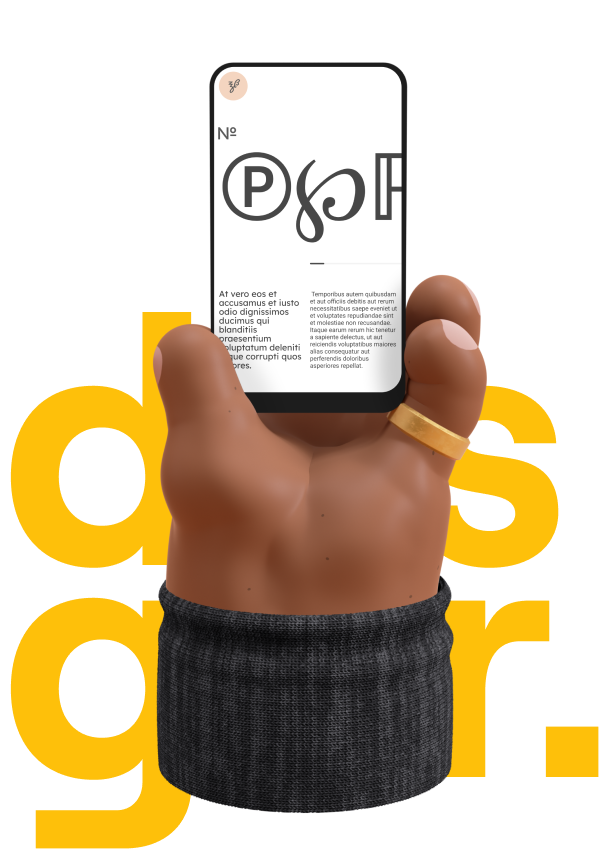 Nº
℗℘
At vero eos et
accusamus et iusto
odio dignissimos
ducimus qui
blanditiis
praesentium
voluptatum deleniti
corrupti quos
Temporibus autem quibusdam
et aut officiis debitis aut rerum
necessitatibus saepe eveniet ut
et voluptates repudiandae sint
et molestiae non recusandae.
Itaque earum rerum hic tenetur
a sapiente delectus, ut aut
reiciendis voluptatibus maiores
alias consequatur aut
perferendis doloribus
asperiores repellat.
d s
g r.